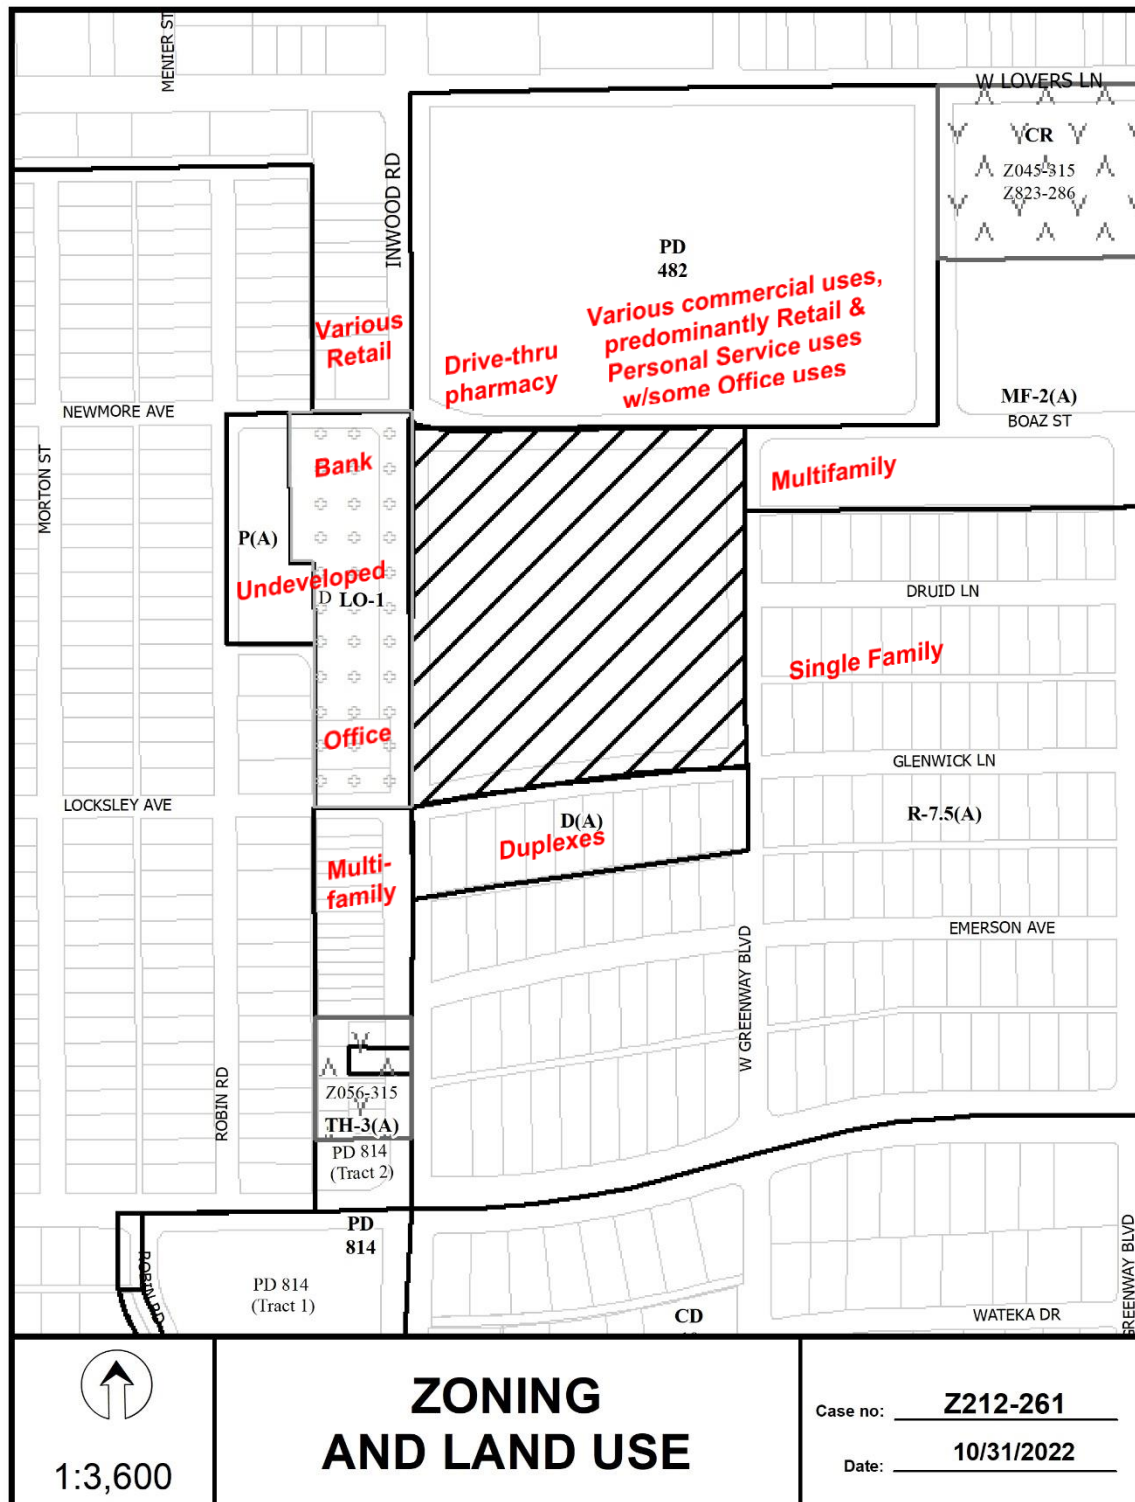 MENIER ST
W LOVERS LN
CR
Z045-315
Z823-286
INWOOD RD
PD
482
Various commercial uses,
predominantly Retail &
Personal Service uses
w/some Office uses
Various
Retail
Drive-thru
pharmacy
MF-2(A)
NEWMORE AVE
BOAZ ST
MORTON ST
Bank
Multifamily
P(A)
Undeveloped
D LO-1
DRUID LN
Single Family
Office
GLENWICK LN
LOCKSLEY AVE
D(A)
Duplexes
R-7.5(A)
Multi-
family
EMERSON AVE
W GREENWAY BLVD
ROBIN RD
Z056-315
TH-3(A)
PD 814
(Tract 2)
PD
814
ROBIN RD
PD 814
(Tract 1)
CD
WATEKA DR
GREENWAY BLVD
1:3,600
ZONING
AND LAND USE
Case no: Z212-261
Date: 10/31/2022